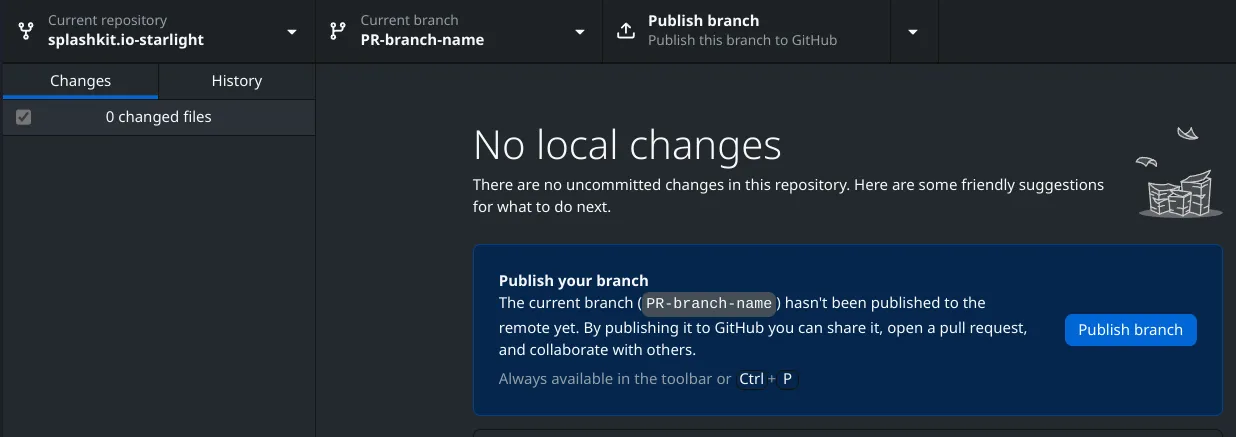 Current repository
splashkit.io-starlight
Current branch
PR-branch-name
Publish branch
Publish this branch to GitHub
Changes
History
0 changed files
No local changes
There are no uncommitted changes in this repository. Here are some friendly suggestions
for what to do next.
Publish your branch
The current branch (PR-branch-name) hasn't been published to the
remote yet. By publishing it to GitHub you can share it, open a pull request,
and collaborate with others.
Always available in the toolbar or Ctrl + P
Publish branch